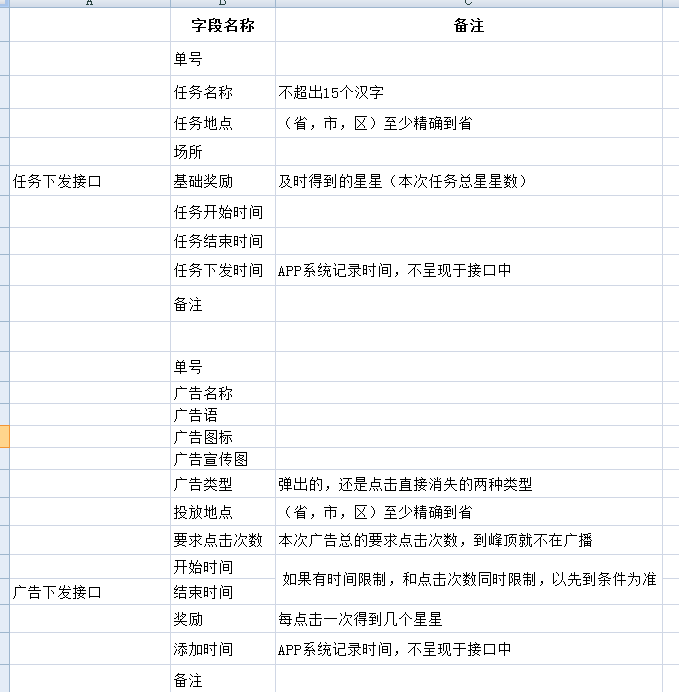 A B C
字段名称 备注
单号
任务名称 不超出15个汉字
任务地点 （省，市，区）至少精确到省
场所
任务下发接口 基础奖励 及时得到的星星（本次任务总星星数）
任务开始时间
任务结束时间
任务下发时间 APP系统记录时间，不呈现于接口中
备注
单号
广告名称
广告语
广告图标
广告宣传图
广告类型 弹出的，还是点击直接消失的两种类型
投放地点 （省，市，区）至少精确到省
要求点击次数 本次广告总的要求点击次数，到峰顶就不在广播
开始时间
如果有时间限制，和点击次数同时限制，以先到条件为准
广告下发接口 结束时间
奖励 每点击一次得到几个星星
添加时间 APP系统记录时间，不呈现于接口中
备注